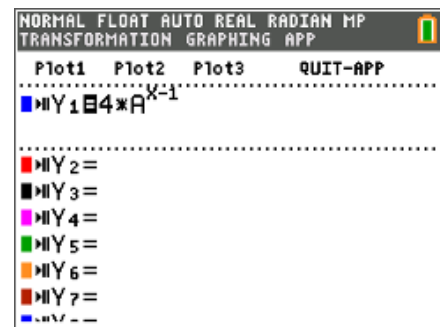 NORMAL FLOAT AUTO REAL RADIAN MP
TRANSFORMATION GRAPHING APP
Plot1 Plot2 Plot3 QUIT-APP
Y₁=4*A^(X-1)
Y₂=
Y₃=
Y₄=
Y₅=
Y₆=
Y₇=